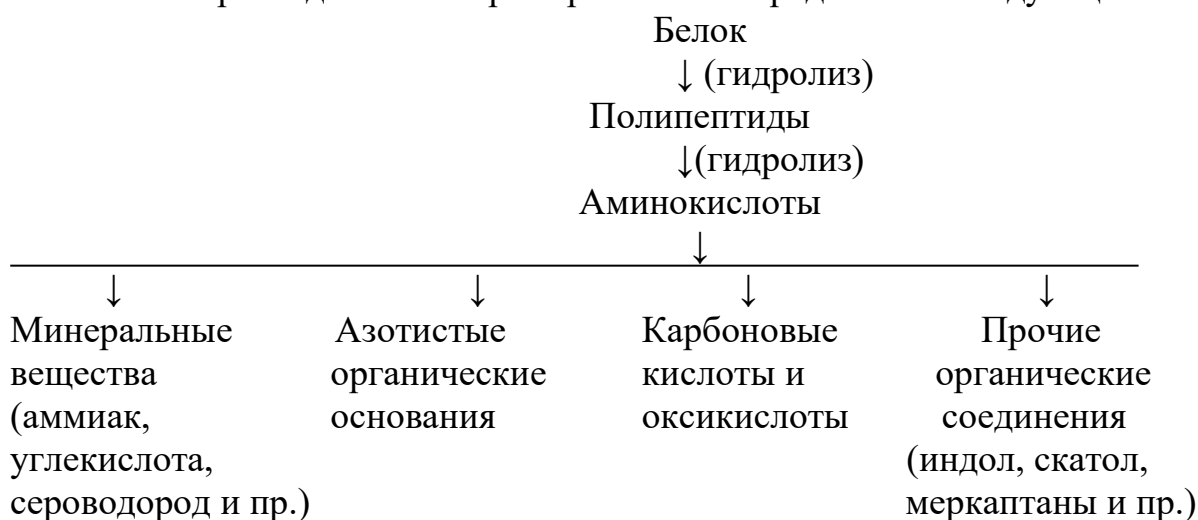 Белок
↓ (гидролиз)
Полипептиды
↓(гидролиз)
Аминокислоты
↓
↓ ↓ ↓ ↓
Минеральные Азотистые Карбоновые Прочие
вещества органические кислоты и органические
(аммиак, основания оксикислоты соединения
углекислота, (индол, скатол,
сероводород и пр.) меркаптаны и пр.)